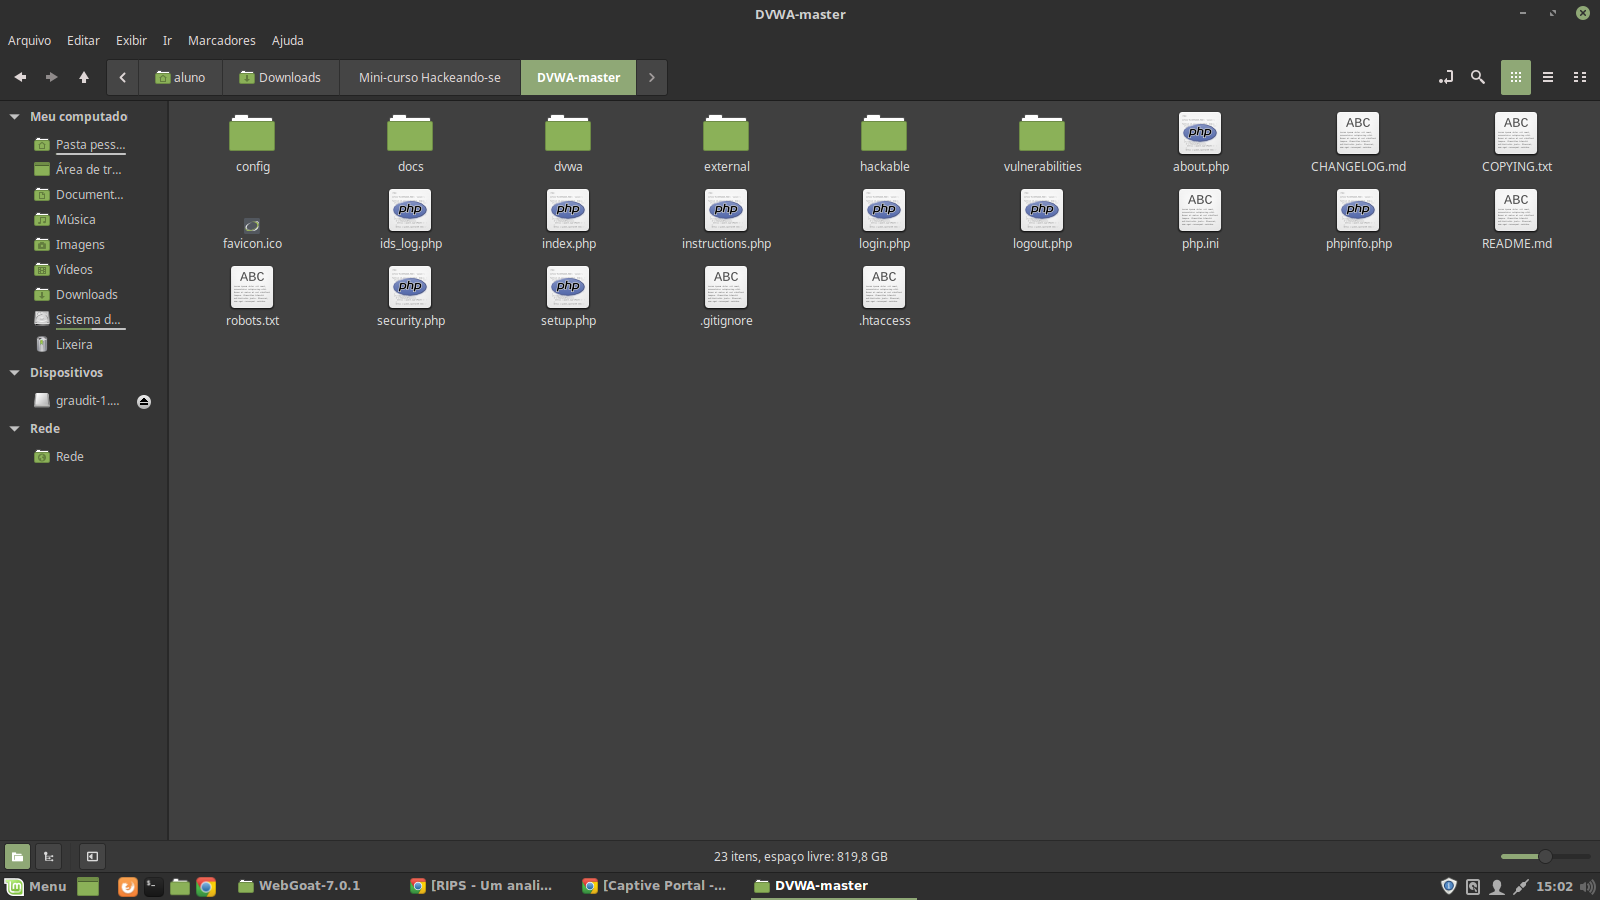 DVWA-master
Arquivo Editar Exibir Ir Marcadores Ajuda
aluno Downloads Mini-curso Hackeando-se DVWA-master
Meu computado
Pasta pess...
Área de tr...
Document...
Música
Imagens
Vídeos
Downloads
Sistema d...
Lixeira
Dispositivos
graudit-1....
Rede
Rede
config docs dvwa external hackable vulnerabilities about.php CHANGELOG.md COPYING.txt
favicon.ico ids_log.php index.php instructions.php login.php logout.php php.ini phpinfo.php README.md
robots.txt security.php setup.php .gitignore .htaccess
23 itens, espaço livre: 819,8 GB
Menu WebGoat-7.0.1 [RIPS - Um anali... [Captive Portal -... DVWA-master 15:02